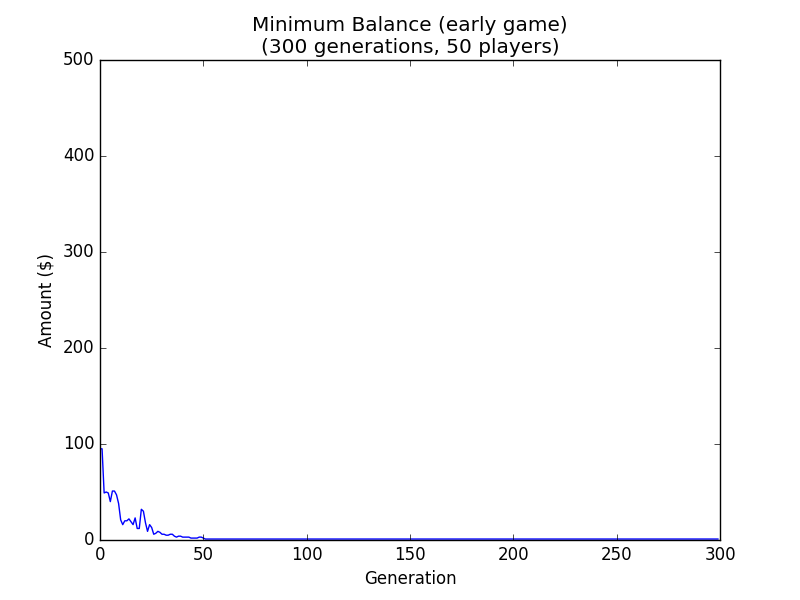 Minimum Balance (early game)
(300 generations, 50 players)
500
400
300
200
100
0
Amount ($)
0 50 100 150 200 250 300
Generation